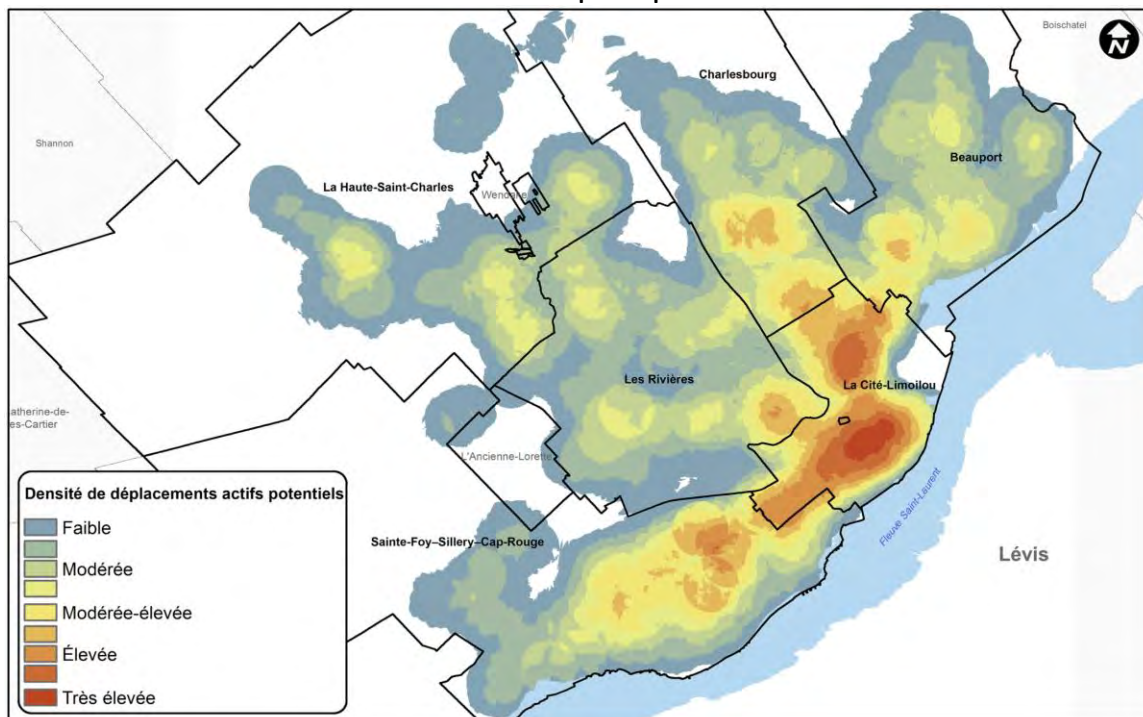 Boischatel
N
Charlesbourg
Shannon
Beauport
La Haute-Saint-Charles
Wendake
Les Rivières
La Cité-Limoilou
atherine-de-
es-Cartier
L'Ancienne-Lorette
Densité de déplacements actifs potentiels
Faible
Modérée
Modérée-élevée
Élevée
Très élevée
Sainte-Foy–Sillery–Cap-Rouge
Fleuve Saint-Laurent
Lévis